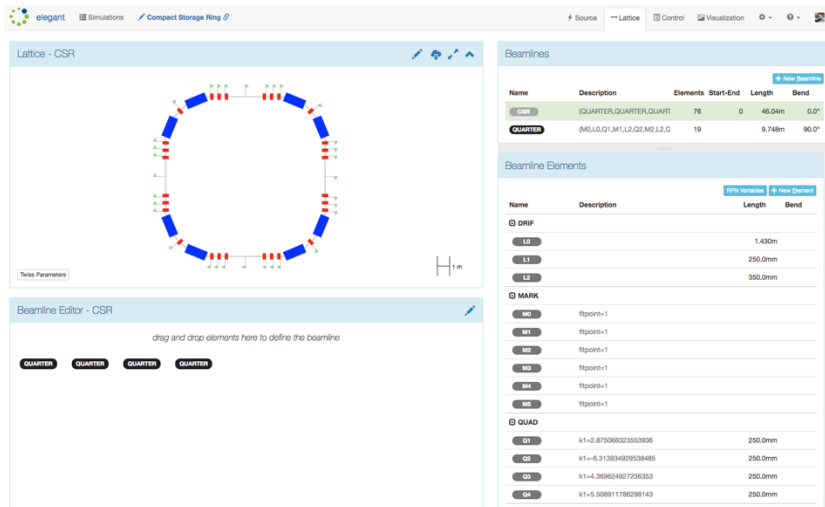 elegant Simulations Compact Storage Ring Source Lattice Control Visualization
Lattice - CSR
1 m
Twiss Parameters
Beamline Editor - CSR
drag and drop elements here to define the beamline
QUARTER QUARTER QUARTER QUARTER
Beamlines
+ New Beamline
Name Description Elements Start-End Length Bend
CSR (QUARTER,QUARTER,QUART 76 0 46.04m 0.0°
QUARTER (M0,L0,Q1,M1,L2,Q2,M2,L2,Q 19 9.748m 90.0°
Beamline Elements
RPN Variables + New Element
Name Description Length Bend
DRIF
L0 1.430m
L1 250.0mm
L2 350.0mm
MARK
M0 fitpoint=1
M1 fitpoint=1
M2 fitpoint=1
M3 fitpoint=1
M4 fitpoint=1
M5 fitpoint=1
QUAD
Q1 k1=2.875068323553936 250.0mm
Q2 k1=-6.313934929538485 250.0mm
Q3 k1=4.369624927236353 250.0mm
Q4 k1=5.508911786298143 250.0mm